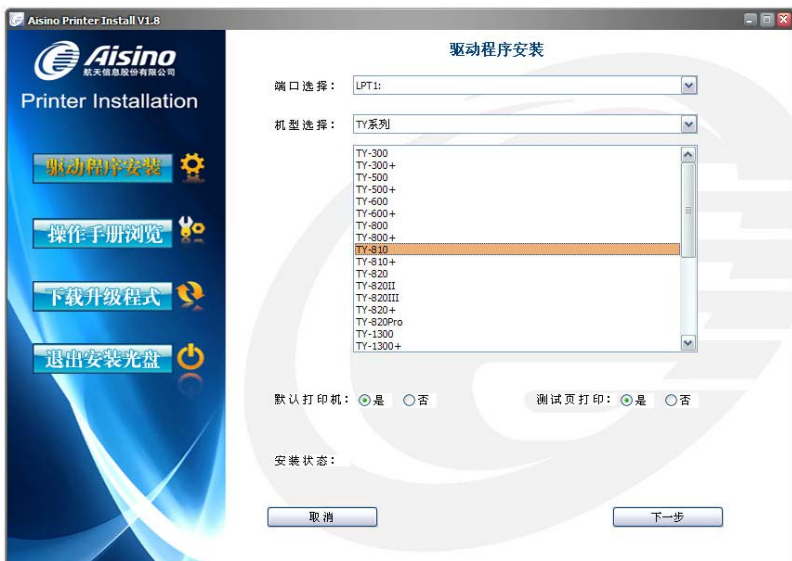 Aisino Printer Install V1.8
Aisino
航天信息股份有限公司
Printer Installation
驱动程序安装
操作手册浏览
下载升级程式
退出安装光盘
驱动程序安装
端口选择： LPT1:
机型选择： TY系列
TY-300
TY-300+
TY-500
TY-500+
TY-600
TY-600+
TY-800
TY-800+
TY-810
TY-810+
TY-820
TY-820II
TY-820III
TY-820+
TY-820Pro
TY-1300
TY-1300+
默认打印机： 是 否 测试页打印： 是 否
安装状态：
取消 下一步